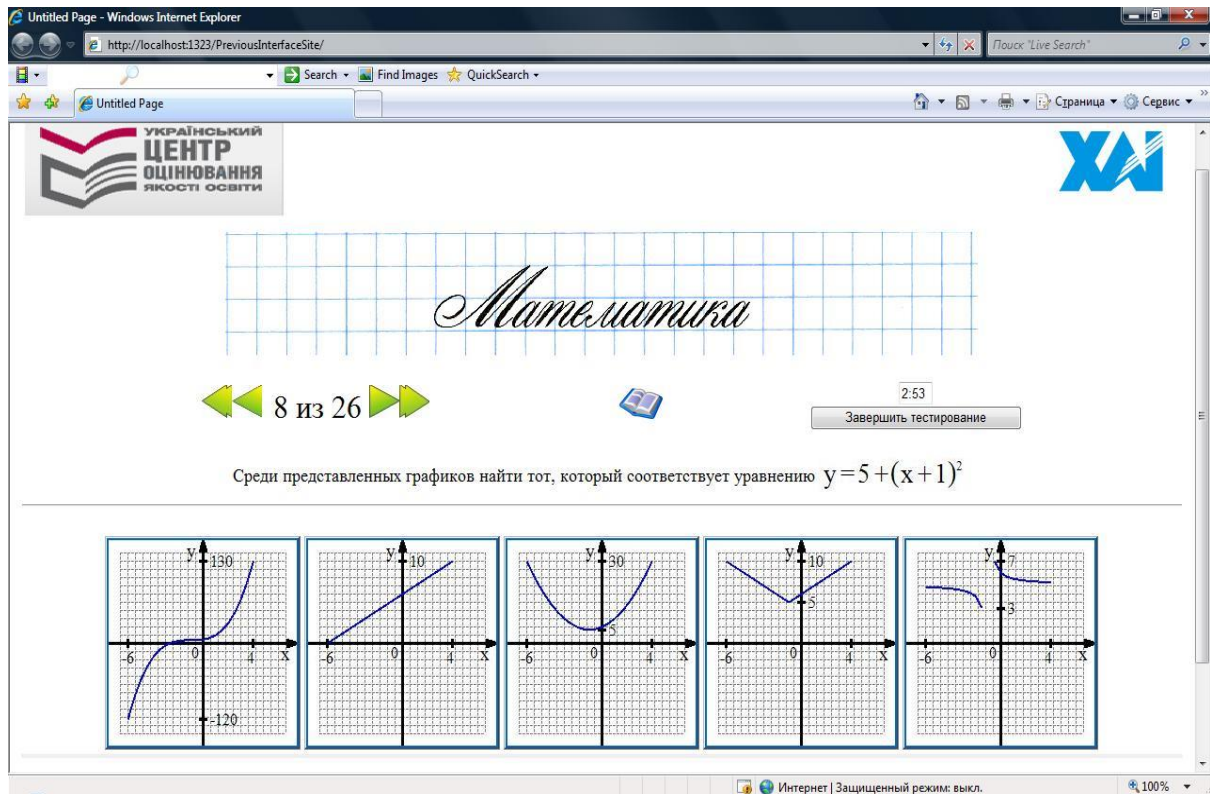 Untitled Page - Windows Internet Explorer
http://localhost:1323/PreviousInterfaceSite/
Поиск "Live Search"
Search Find Images QuickSearch
Untitled Page
Страница Сервис
УКРАЇНСЬКИЙ
ЦЕНТР
ОЦІНЮВАННЯ
ЯКОСТІ ОСВІТИ
ХАІ
Математика
8 из 26
2:53
Завершить тестирование
Среди представленных графиков найти тот, который соответствует уравнению y=5+(x+1)²
y 130 -6 0 4 x -120
y 10 -6 0 4 x
y 30 5 -6 0 4 x
y 10 5 -6 0 4 x
y 7 3 -6 0 4 x
Интернет | Защищенный режим: выкл.
100%